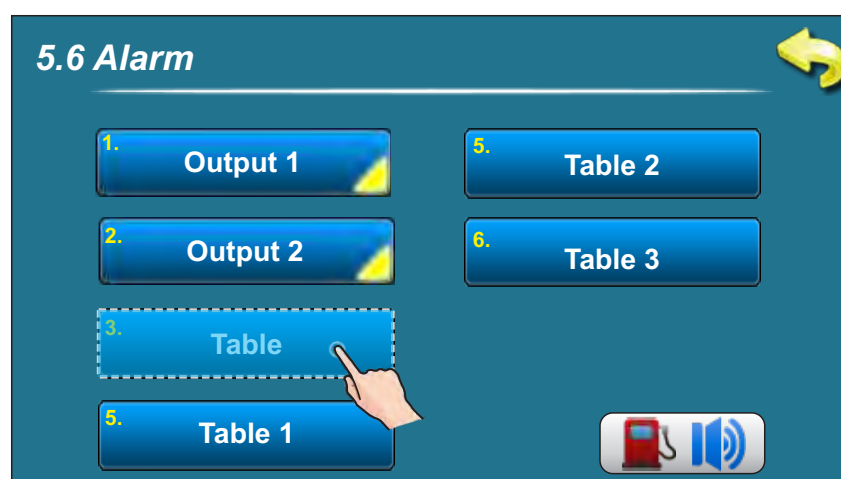 5.6 Alarm
1. Output 1
2. Output 2
3. Table
5. Table 1
5. Table 2
6. Table 3